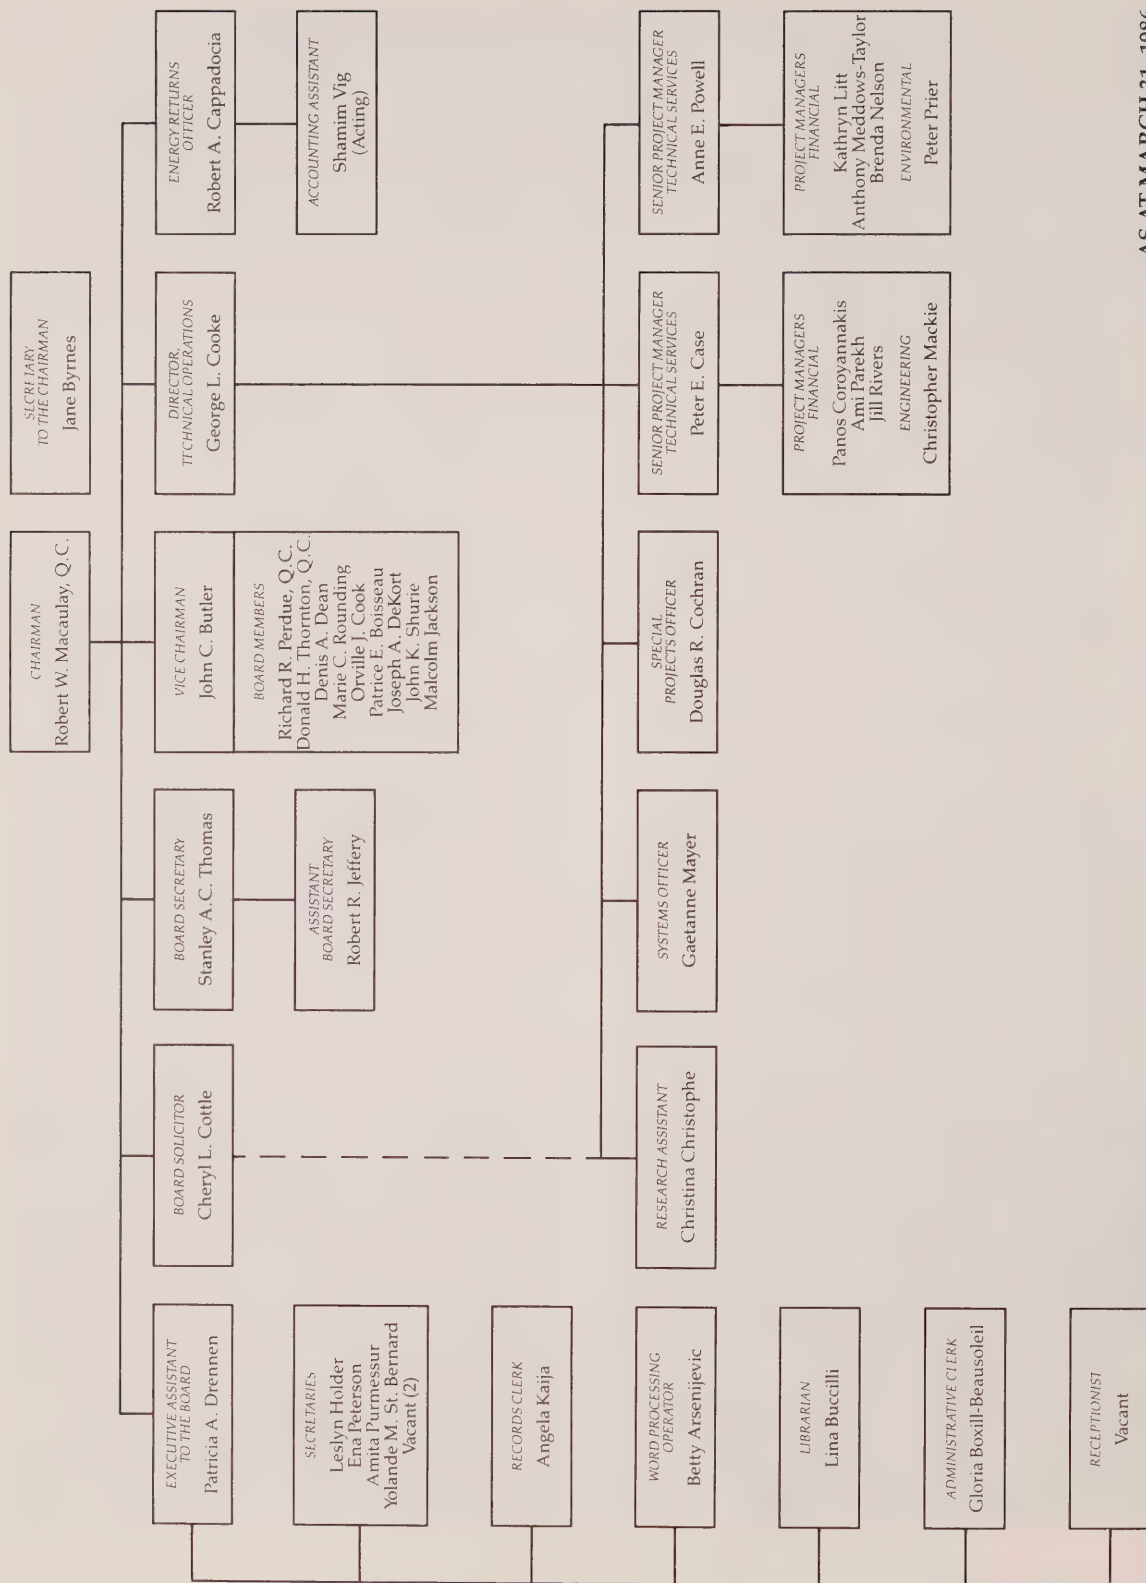 CHAIRMAN
Robert W. Macaulay, Q.C.
SECRETARY
TO THE CHAIRMAN
Jane Byrnes
EXECUTIVE ASSISTANT
TO THE BOARD
Patricia A. Drennen
BOARD SOLICITOR
Cheryl L. Cottle
BOARD SECRETARY
Stanley A.C. Thomas
VICE CHAIRMAN
John C. Butler
DIRECTOR,
TECHNICAL OPERATIONS
George L. Cooke
ENERGY RETURNS
OFFICER
Robert A. Cappadocia
SECRETARIES
Leslyn Holder
Ena Peterson
Amita Purmessur
Yolande M. St. Bernard
Vacant (2)
ASSISTANT
BOARD SECRETARY
Robert R. Jeffery
BOARD MEMBERS
Richard R. Perdue, Q.C.
Donald H. Thornton, Q.C.
Denis A. Dean
Marie C. Rounding
Orville J. Cook
Patrice E. Boisseau
Joseph A. DeKort
John K. Shurie
Malcolm Jackson
ACCOUNTING ASSISTANT
Shamim Vig
(Acting)
RECORDS CLERK
Angela Kaija
WORD PROCESSING
OPERATOR
Betty Arsenijevic
RESEARCH ASSISTANT
Christina Christophe
SYSTEMS OFFICER
Gaetanne Mayer
SPECIAL
PROJECTS OFFICER
Douglas R. Cochran
SENIOR PROJECT MANAGER
TECHNICAL SERVICES
Peter E. Case
SENIOR PROJECT MANAGER
TECHNICAL SERVICES
Anne E. Powell
LIBRARIAN
Lina Buccilli
PROJECT MANAGERS
FINANCIAL
Panos Coroyannakis
Ami Parekh
Jill Rivers
ENGINEERING
Christopher Mackie
PROJECT MANAGERS
FINANCIAL
Kathryn Litt
Anthony Meddows-Taylor
Brenda Nelson
ENVIRONMENTAL
Peter Prier
ADMINISTRATIVE CLERK
Gloria Boxill-Beausoleil
RECEPTIONIST
Vacant
AS AT MARCH 31, 1986